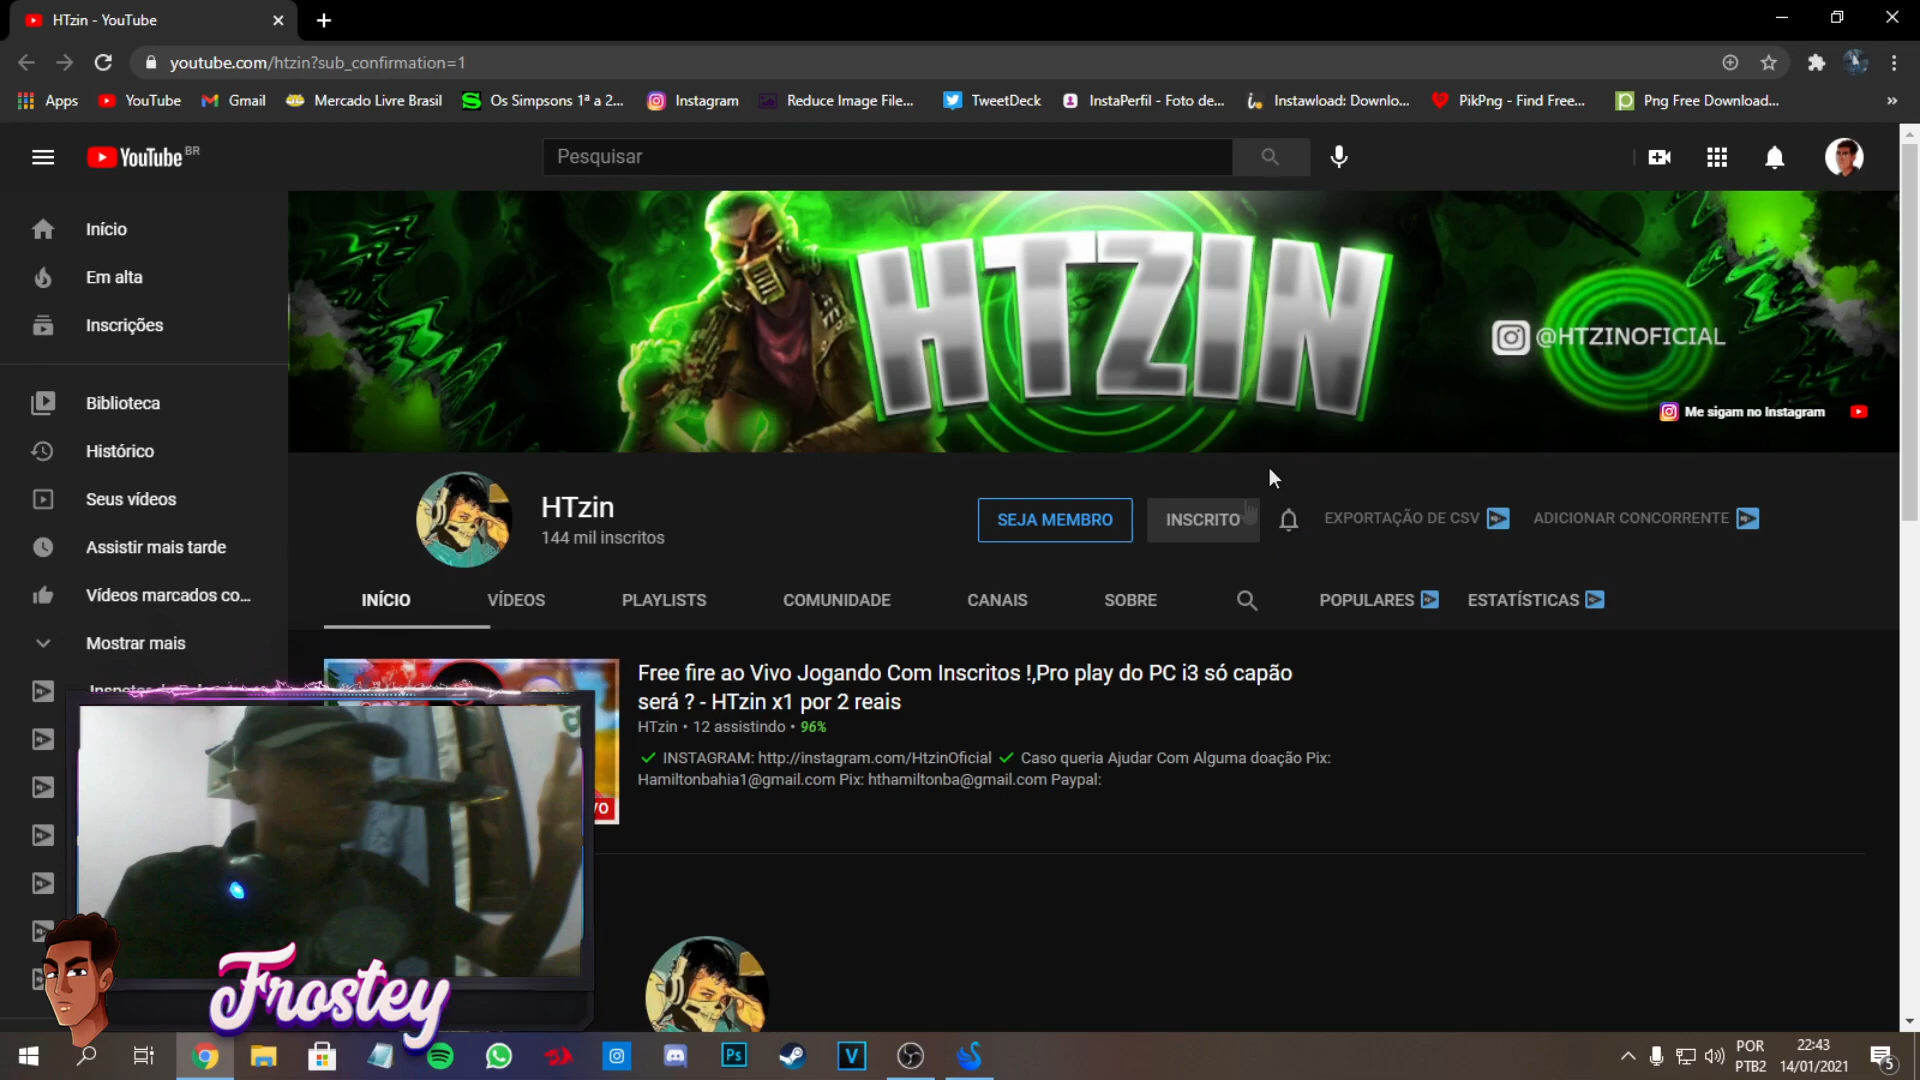 HTzin - YouTube
youtube.com/htzin?sub_confirmation=1
Apps YouTube Gmail Mercado Livre Brasil Os Simpsons 1ª a 2... Instagram Reduce Image File... TweetDeck InstaPerfil - Foto de... Instawload: Downlo... PikPng - Find Free... Png Free Download...
YouTube BR
Pesquisar
Início
Em alta
Inscrições
Biblioteca
Histórico
Seus vídeos
Assistir mais tarde
Vídeos marcados co...
Mostrar mais
HTZIN
@HTZINOFICIAL
Me sigam no Instagram
HTzin
144 mil inscritos
SEJA MEMBRO
INSCRITO
EXPORTAÇÃO DE CSV
ADICIONAR CONCORRENTE
INÍCIO VÍDEOS PLAYLISTS COMUNIDADE CANAIS SOBRE POPULARES ESTATÍSTICAS
Free fire ao Vivo Jogando Com Inscritos !,Pro play do PC i3 só capão
será ? - HTzin x1 por 2 reais
HTzin • 12 assistindo • 96%
INSTAGRAM: http://instagram.com/HtzinOficial ✓ Caso queria Ajudar Com Alguma doação Pix:
Hamiltonbahia1@gmail.com Pix: hthamiltonba@gmail.com Paypal:
Frostey
Ps
V
POR
PTB2
22:43
14/01/2021
5